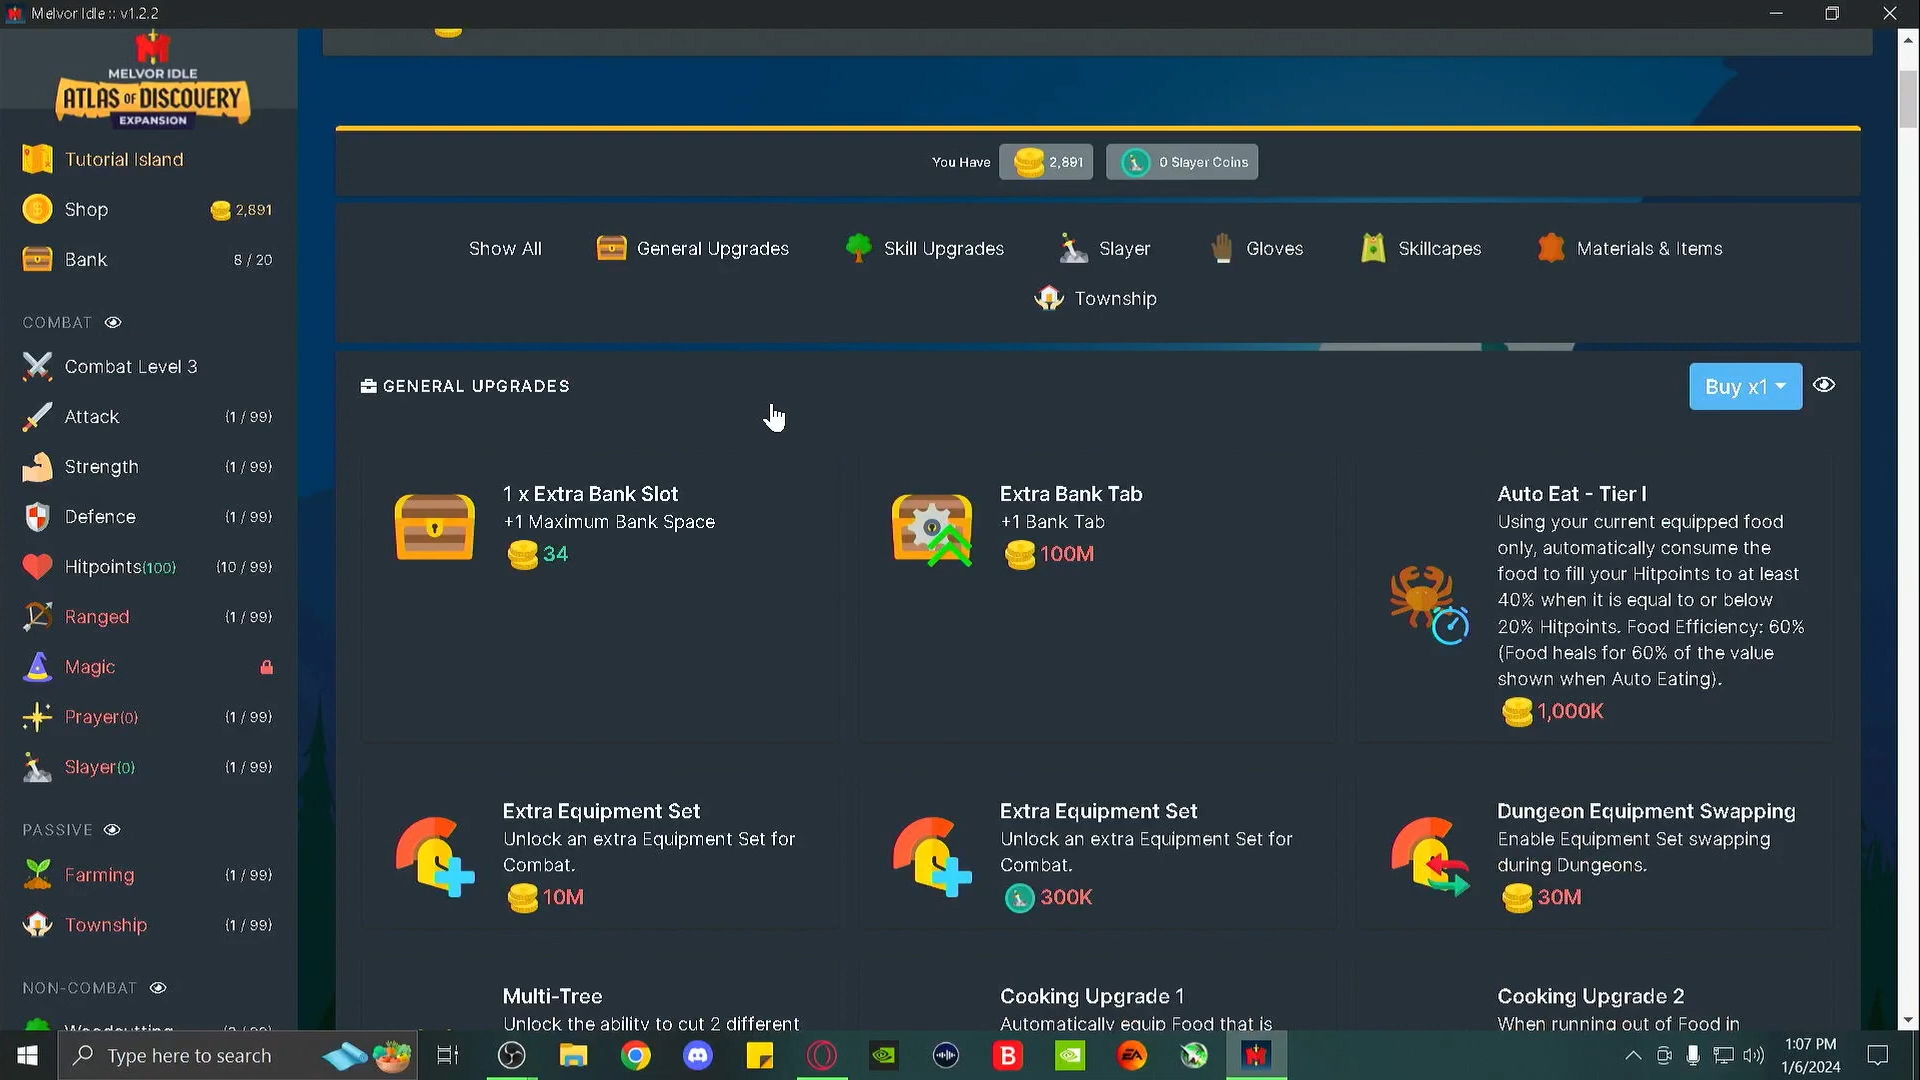 Melvor Idle :: v1.2.2
MELVOR IDLE
ATLAS OF DISCOVERY
EXPANSION
Tutorial Island
Shop 2,891
Bank 8 / 20
COMBAT
Combat Level 3
Attack (1 / 99)
Strength (1 / 99)
Defence (1 / 99)
Hitpoints(100) (10 / 99)
Ranged (1 / 99)
Magic
Prayer(0) (1 / 99)
Slayer(0) (1 / 99)
PASSIVE
Farming (1 / 99)
Township (1 / 99)
NON-COMBAT
Woodcutting
You Have 2,891 0 Slayer Coins
Show All General Upgrades Skill Upgrades Slayer Gloves Skillcapes Materials & Items
Township
GENERAL UPGRADES
Buy x1
1 x Extra Bank Slot
+1 Maximum Bank Space
34
Extra Bank Tab
+1 Bank Tab
100M
Auto Eat - Tier I
Using your current equipped food
only, automatically consume the
food to fill your Hitpoints to at least
40% when it is equal to or below
20% Hitpoints. Food Efficiency: 60%
(Food heals for 60% of the value
shown when Auto Eating).
1,000K
Extra Equipment Set
Unlock an extra Equipment Set for
Combat.
10M
Extra Equipment Set
Unlock an extra Equipment Set for
Combat.
300K
Dungeon Equipment Swapping
Enable Equipment Set swapping
during Dungeons.
30M
Multi-Tree
Unlock the ability to cut 2 different
Cooking Upgrade 1
Automatically equip Food that is
Cooking Upgrade 2
When running out of Food in
Type here to search
B
EA
1:07 PM
1/6/2024